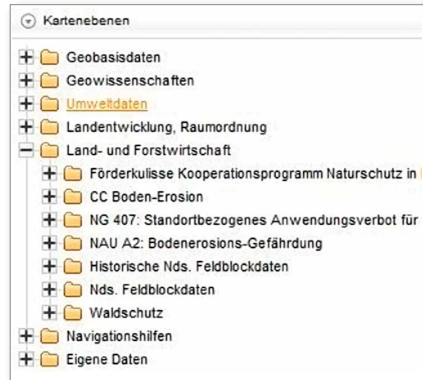 Kartenebenen
Geobasisdaten
Geowissenschaften
Umweltdaten
Landentwicklung, Raumordnung
Land- und Forstwirtschaft
Förderkulisse Kooperationsprogramm Naturschutz in
CC Boden-Erosion
NG 407: Standortbezogenes Anwendungsverbot für
NAU A2: Bodenerosions-Gefährdung
Historische Nds. Feldblockdaten
Nds. Feldblockdaten
Waldschutz
Navigationshilfen
Eigene Daten